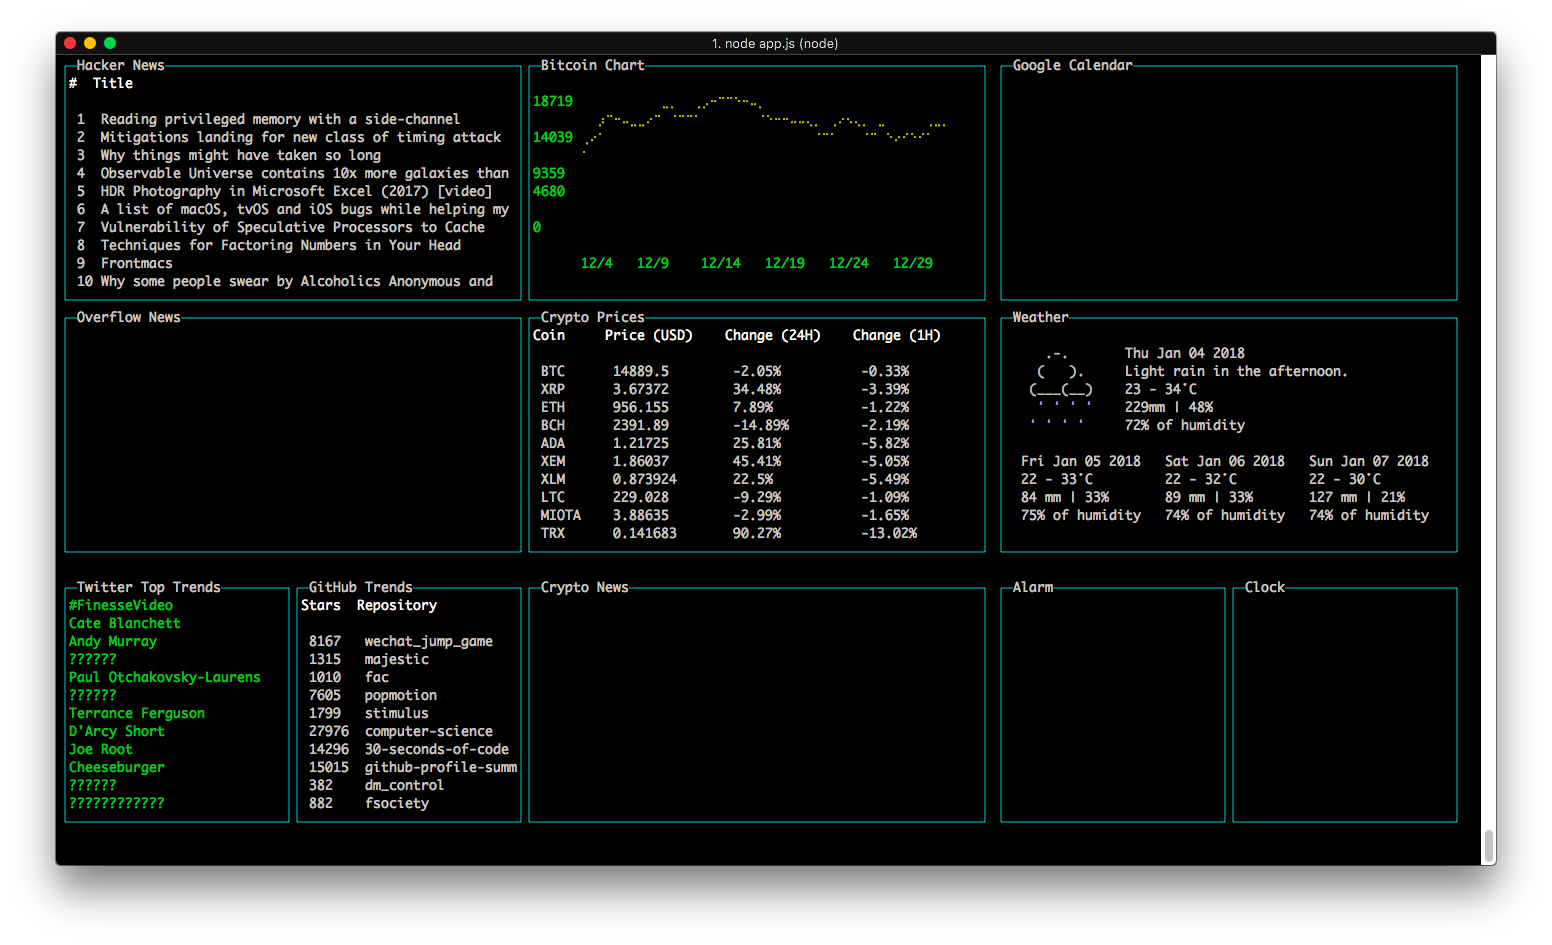 1. node app.js (node)
Hacker News
# Title
1 Reading privileged memory with a side-channel
2 Mitigations landing for new class of timing attack
3 Why things might have taken so long
4 Observable Universe contains 10x more galaxies than
5 HDR Photography in Microsoft Excel (2017) [video]
6 A list of macOS, tvOS and iOS bugs while helping my
7 Vulnerability of Speculative Processors to Cache
8 Techniques for Factoring Numbers in Your Head
9 Frontmacs
10 Why some people swear by Alcoholics Anonymous and
Bitcoin Chart
18719
14039
9359
4680
0
12/4 12/9 12/14 12/19 12/24 12/29
Google Calendar
Overflow News
Crypto Prices
Coin Price (USD) Change (24H) Change (1H)
BTC 14889.5 -2.05% -0.33%
XRP 3.67372 34.48% -3.39%
ETH 956.155 7.89% -1.22%
BCH 2391.89 -14.89% -2.19%
ADA 1.21725 25.81% -5.82%
XEM 1.86037 45.41% -5.05%
XLM 0.873924 22.5% -5.49%
LTC 229.028 -9.29% -1.09%
MIOTA 3.88635 -2.99% -1.65%
TRX 0.141683 90.27% -13.02%
Weather
Thu Jan 04 2018
Light rain in the afternoon.
23 - 34°C
229mm | 48%
72% of humidity
Fri Jan 05 2018 Sat Jan 06 2018 Sun Jan 07 2018
22 - 33°C 22 - 32°C 22 - 30°C
84 mm | 33% 89 mm | 33% 127 mm | 21%
75% of humidity 74% of humidity 74% of humidity
Twitter Top Trends
#FinesseVideo
Cate Blanchett
Andy Murray
??????
Paul Otchakovsky-Laurens
??????
Terrance Ferguson
D'Arcy Short
Joe Root
Cheeseburger
??????
????????????
GitHub Trends
Stars Repository
8167 wechat_jump_game
1315 majestic
1010 fac
7605 popmotion
1799 stimulus
27976 computer-science
14296 30-seconds-of-code
15015 github-profile-summ
382 dm_control
882 fsociety
Crypto News
Alarm
Clock